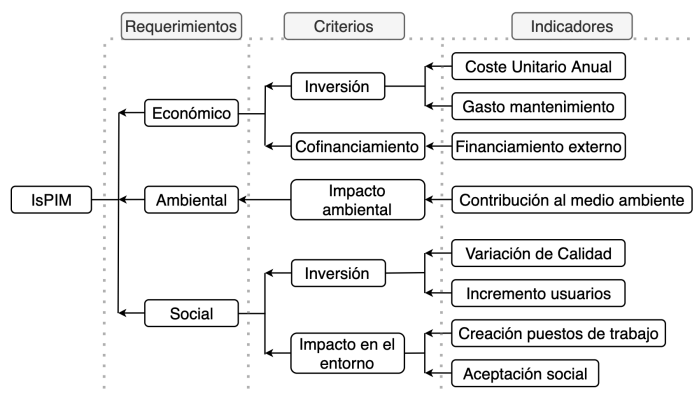 Requerimientos
Criterios
Indicadores
IsPIM
Económico
Inversión
Coste Unitario Anual
Gasto mantenimiento
Cofinanciamiento
Financiamiento externo
Ambiental
Impacto
ambiental
Contribución al medio ambiente
Social
Inversión
Variación de Calidad
Incremento usuarios
Impacto en el
entorno
Creación puestos de trabajo
Aceptación social